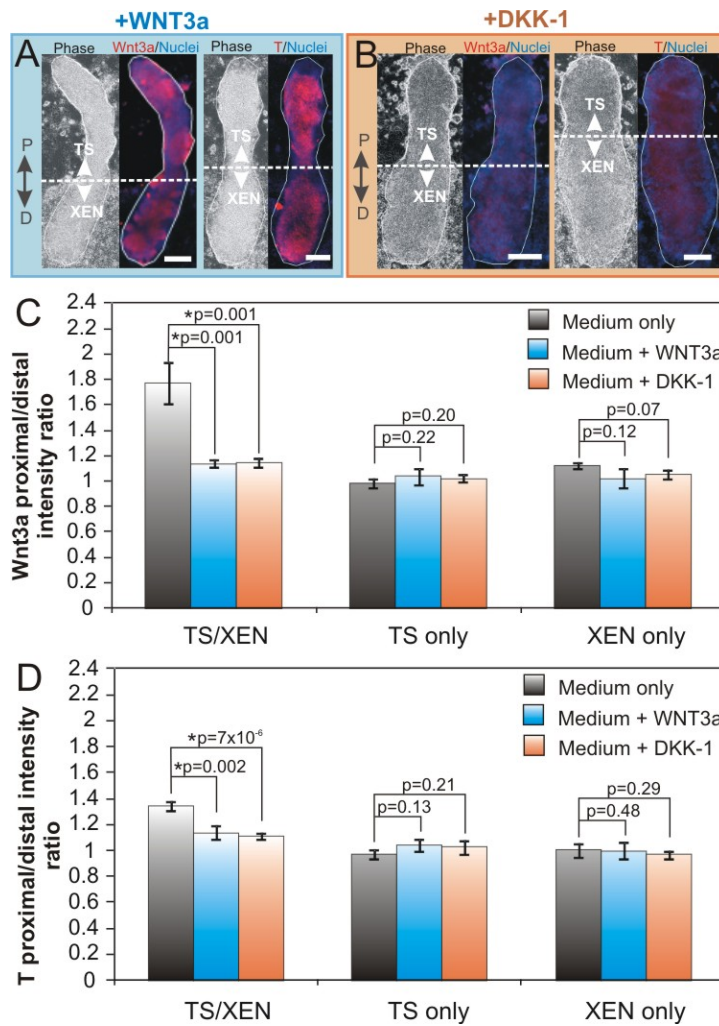 +WNT3a
+DKK-1
A
Phase
Wnt3a/Nuclei
Phase
T/Nuclei
P
D
TS
XEN
TS
XEN
B
Phase
Wnt3a/Nuclei
Phase
T/Nuclei
P
D
TS
XEN
TS
XEN
C
Wnt3a proximal/distal
intensity ratio
2.4
2.2
2
1.8
1.6
1.4
1.2
1
0.8
0.6
0.4
0.2
0
*p=0.001
*p=0.001
p=0.20
p=0.22
p=0.07
p=0.12
Medium only
Medium + WNT3a
Medium + DKK-1
TS/XEN
TS only
XEN only
D
T proximal/distal intensity
ratio
2.4
2.2
2
1.8
1.6
1.4
1.2
1
0.8
0.6
0.4
0.2
0
*p=7x10⁻⁶
*p=0.002
p=0.21
p=0.13
p=0.29
p=0.48
Medium only
Medium + WNT3a
Medium + DKK-1
TS/XEN
TS only
XEN only